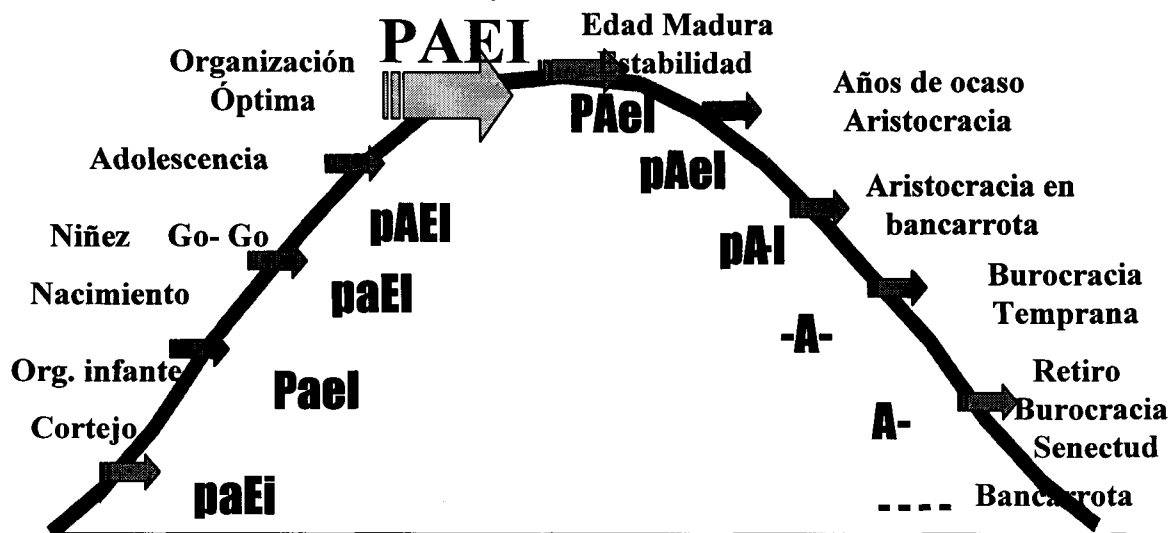 PAEI
Edad Madura
Estabilidad
Organización
Óptima
PAeI
Años de ocaso
Aristocracia
Adolescencia
pAeI
Aristocracia en
bancarrota
pAEI
pA-I
Niñez Go- Go
Nacimiento
paEI
Burocracia
Temprana
-A-
Org. infante
PaeI
Retiro
Burocracia
Senectud
Cortejo
A-
paEi
---- Bancarrota